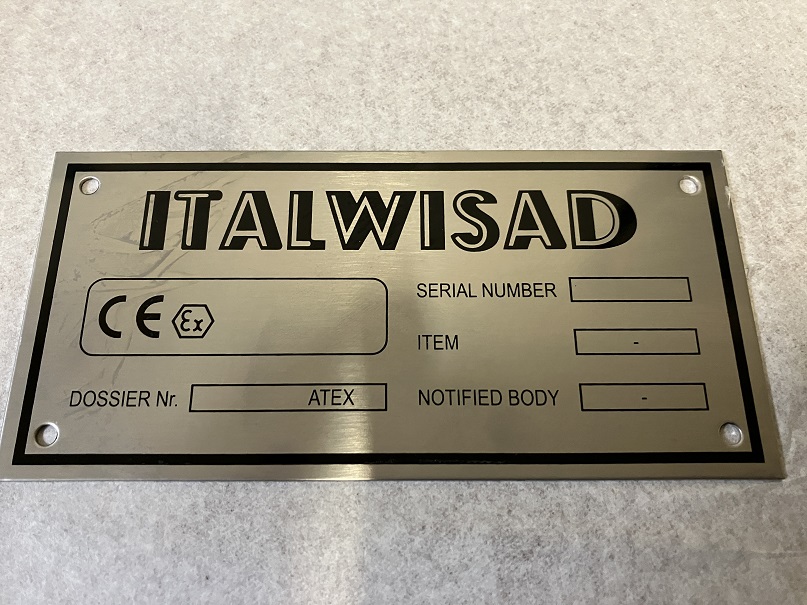 ITALWISAD
CE Ex
SERIAL NUMBER
ITEM -
DOSSIER Nr. ATEX
NOTIFIED BODY -